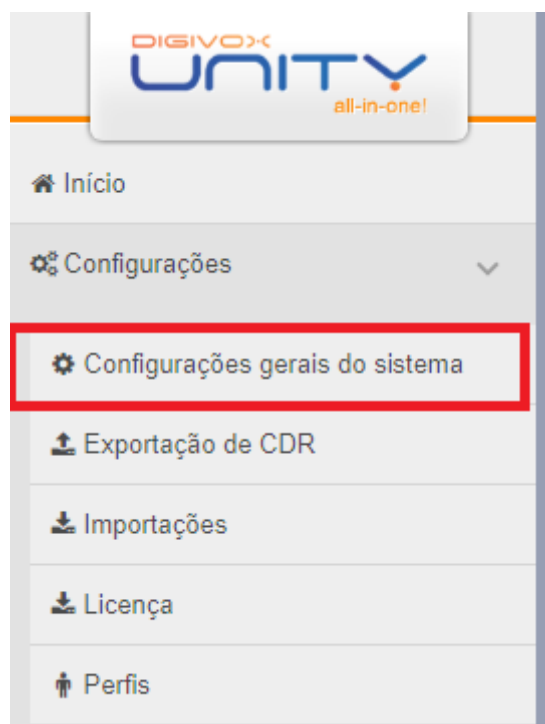 DIGIVOX
UNITY
all-in-one!
Início
Configurações
Configurações gerais do sistema
Exportação de CDR
Importações
Licença
Perfis